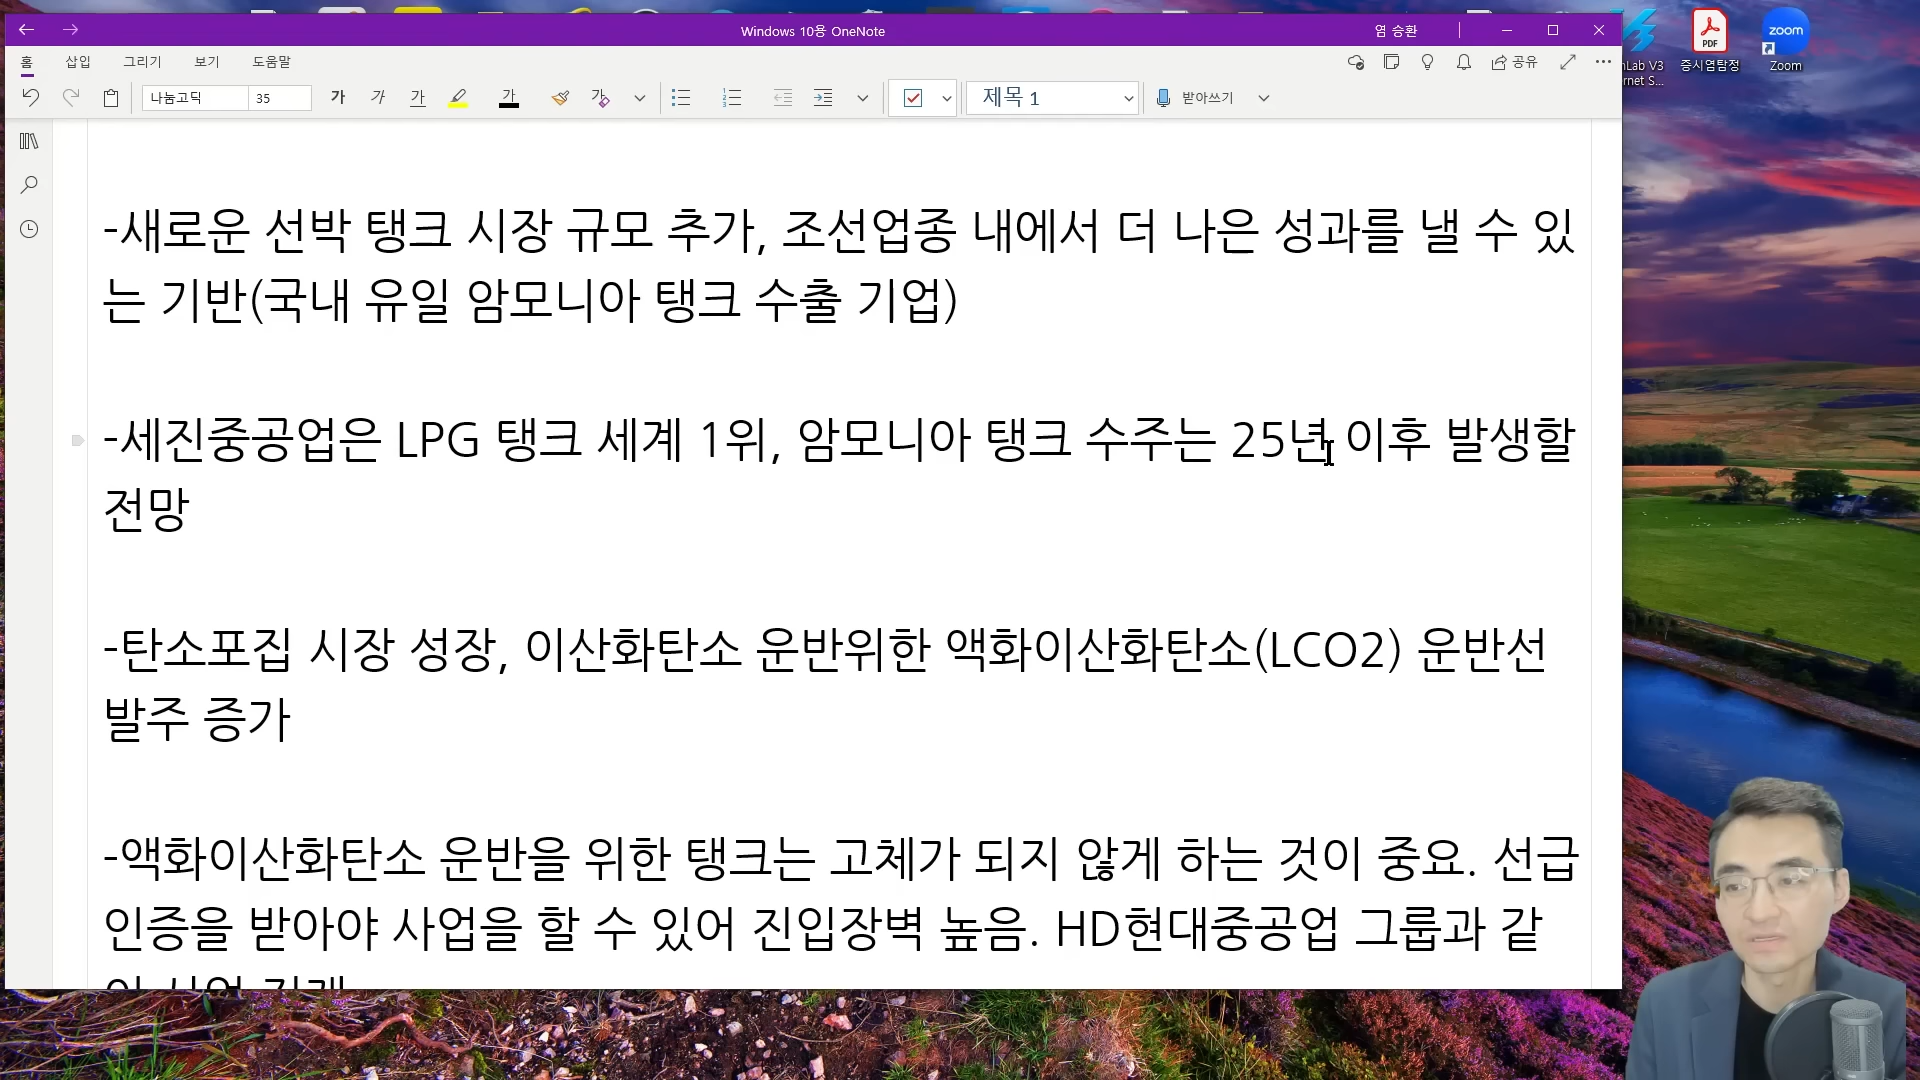 Windows 10용 OneNote
염 승환
홈 삽입 그리기 보기 도움말
공유
나눔고딕 35 가 가 가 가 제목 1 받아쓰기
-새로운 선박 탱크 시장 규모 추가, 조선업종 내에서 더 나은 성과를 낼 수 있
는 기반(국내 유일 암모니아 탱크 수출 기업)
-세진중공업은 LPG 탱크 세계 1위, 암모니아 탱크 수주는 25년 이후 발생할
전망
-탄소포집 시장 성장, 이산화탄소 운반위한 액화이산화탄소(LCO2) 운반선
발주 증가
-액화이산화탄소 운반을 위한 탱크는 고체가 되지 않게 하는 것이 중요. 선급
인증을 받아야 사업을 할 수 있어 진입장벽 높음. HD현대중공업 그룹과 같
nLab V3
rnet S...
PDF
증시염탐정
zoom
Zoom